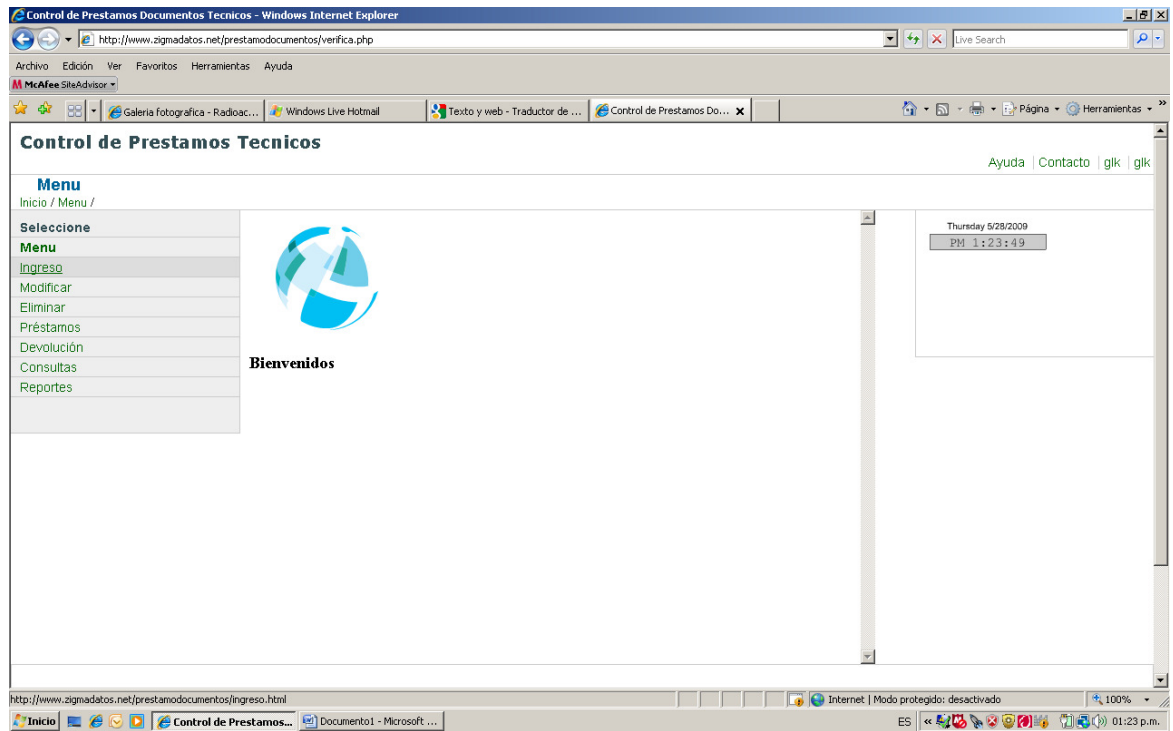 Control de Prestamos Documentos Tecnicos - Windows Internet Explorer
http://www.zigmadatos.net/prestamodocumentos/verifica.php
Live Search
Archivo Edición Ver Favoritos Herramientas Ayuda
McAfee SiteAdvisor
Galeria fotografica - Radioac... Windows Live Hotmail Texto y web - Traductor de ... Control de Prestamos Do... Página Herramientas
Control de Prestamos Tecnicos
Ayuda | Contacto | glk | glk
Menu
Inicio / Menu /
Seleccione
Menu
Ingreso
Modificar
Eliminar
Préstamos
Devolución
Consultas
Reportes
Bienvenidos
Thursday 5/28/2009
PM 1:23:49
http://www.zigmadatos.net/prestamodocumentos/ingreso.html
Internet | Modo protegido: desactivado
100%
Inicio Control de Prestamos... Documento1 - Microsoft ... ES 01:23 p.m.